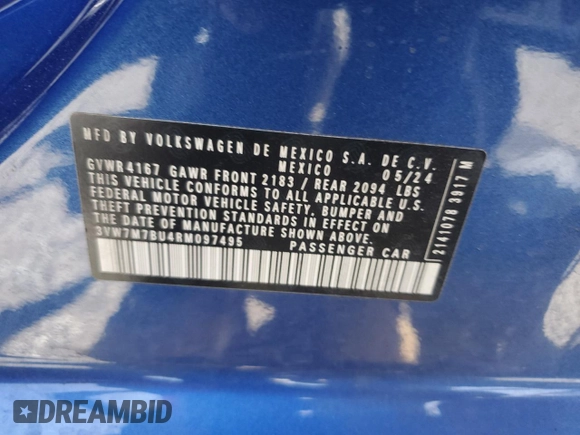 MFD BY VOLKSWAGEN DE MEXICO S.A. DE C.V.
MEXICO 05/24
GVWR 4167 GAWR FRONT 2183 / REAR 2094 LBS
THIS VEHICLE CONFORMS TO ALL APPLICABLE U.S.
FEDERAL MOTOR VEHICLE SAFETY, BUMPER AND
THEFT PREVENTION STANDARDS IN EFFECT ON
THE DATE OF MANUFACTURE SHOWN ABOVE.
3VW7M7BU4RM097495 PASSENGER CAR
2141078 3917 M
DREAMBID